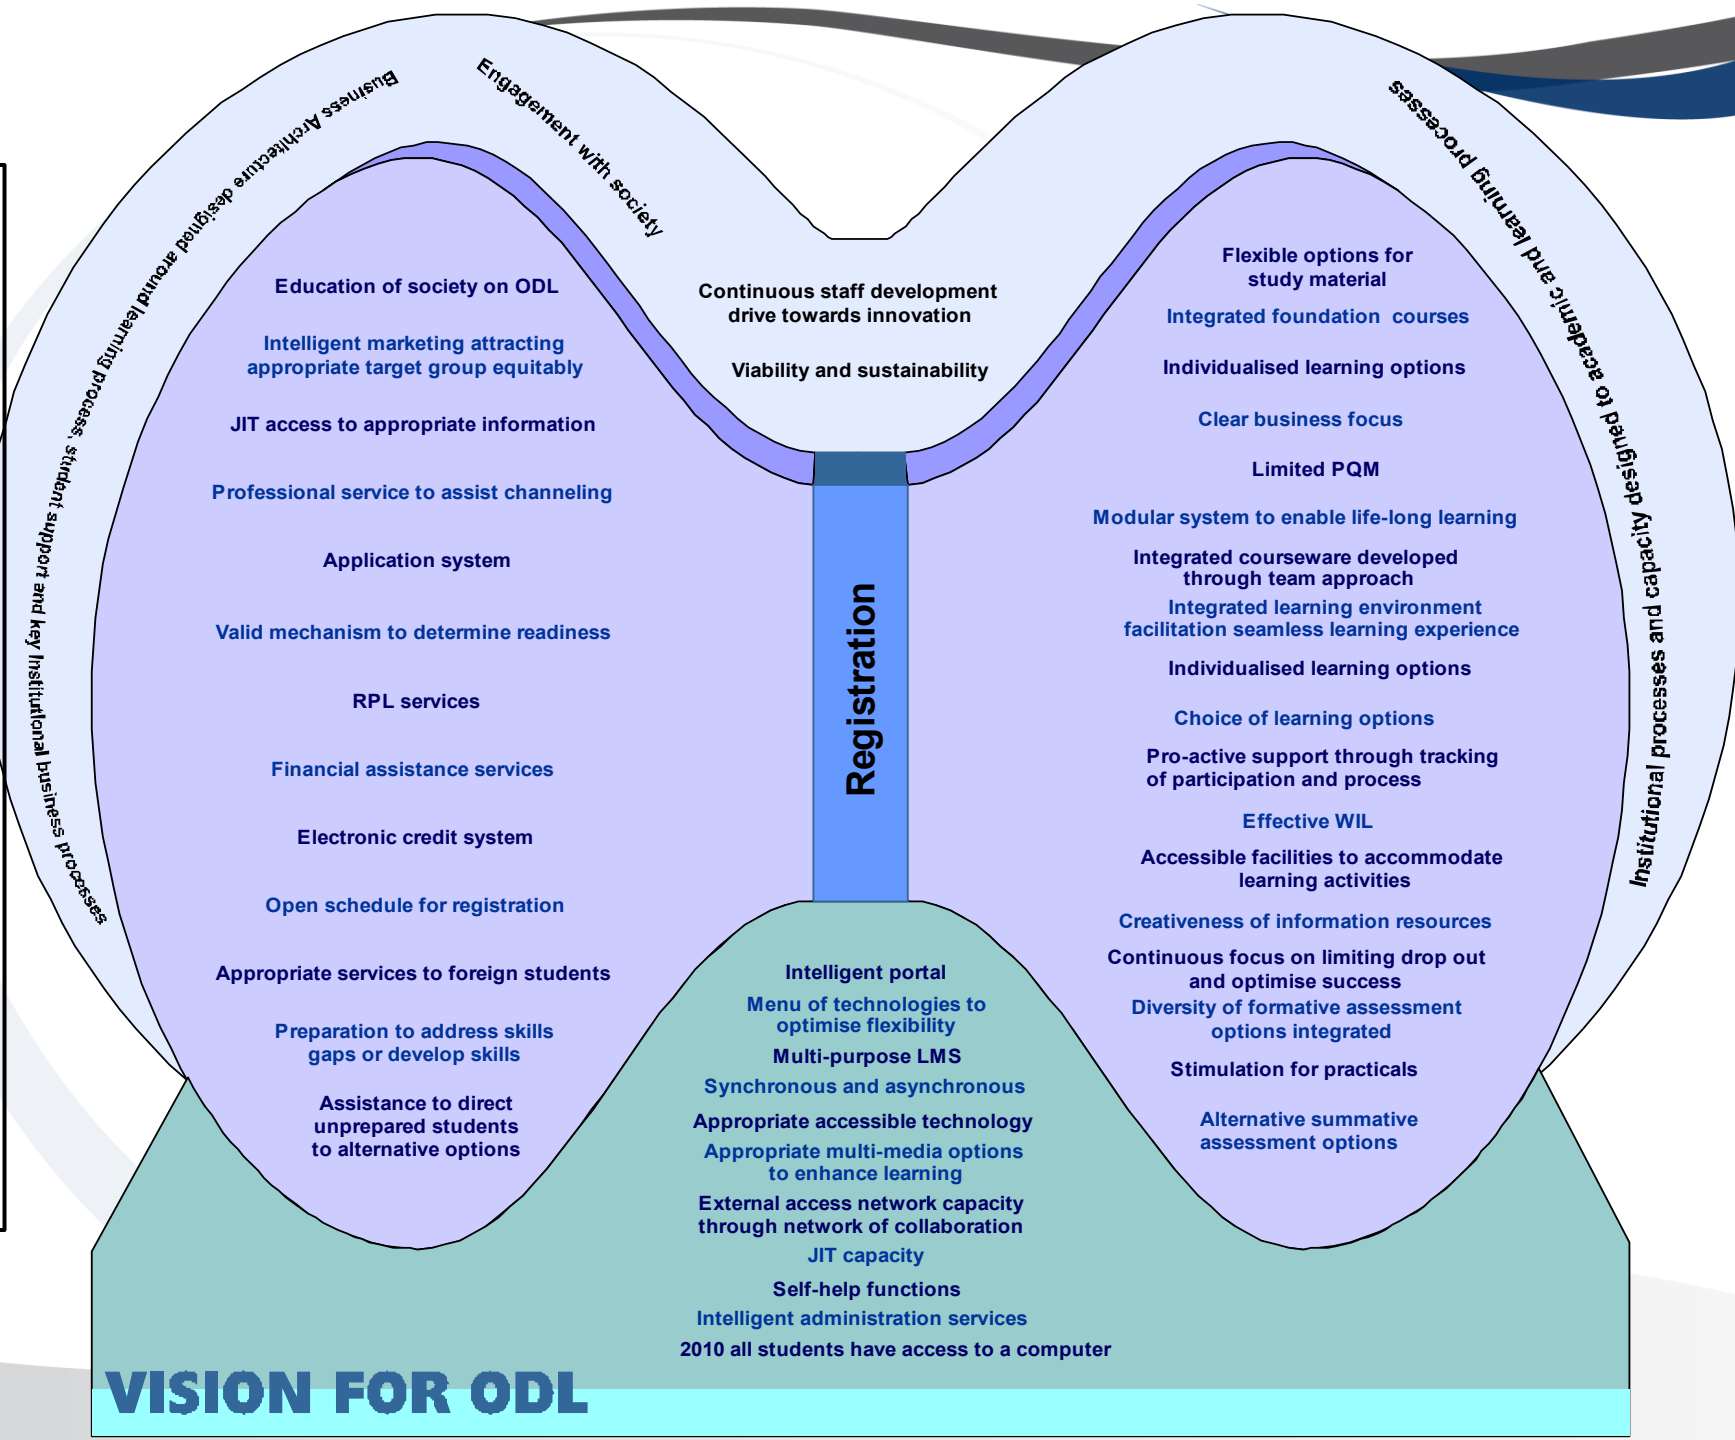 Business Architecture designed around learning process, student support and key Institutional business processes
Engagement with society
Institutional processes and capacity designed to academic and learning processes
Continuous staff development
drive towards innovation
Viability and sustainability
Education of society on ODL
Intelligent marketing attracting
appropriate target group equitably
JIT access to appropriate information
Professional service to assist channeling
Application system
Valid mechanism to determine readiness
RPL services
Financial assistance services
Electronic credit system
Open schedule for registration
Appropriate services to foreign students
Preparation to address skills
gaps or develop skills
Assistance to direct
unprepared students
to alternative options
Registration
Flexible options for
study material
Integrated foundation courses
Individualised learning options
Clear business focus
Limited PQM
Modular system to enable life-long learning
Integrated courseware developed
through team approach
Integrated learning environment
facilitation seamless learning experience
Individualised learning options
Choice of learning options
Pro-active support through tracking
of participation and process
Effective WIL
Accessible facilities to accommodate
learning activities
Creativeness of information resources
Continuous focus on limiting drop out
and optimise success
Diversity of formative assessment
options integrated
Stimulation for practicals
Alternative summative
assessment options
Intelligent portal
Menu of technologies to
optimise flexibility
Multi-purpose LMS
Synchronous and asynchronous
Appropriate accessible technology
Appropriate multi-media options
to enhance learning
External access network capacity
through network of collaboration
JIT capacity
Self-help functions
Intelligent administration services
2010 all students have access to a computer
VISION FOR ODL